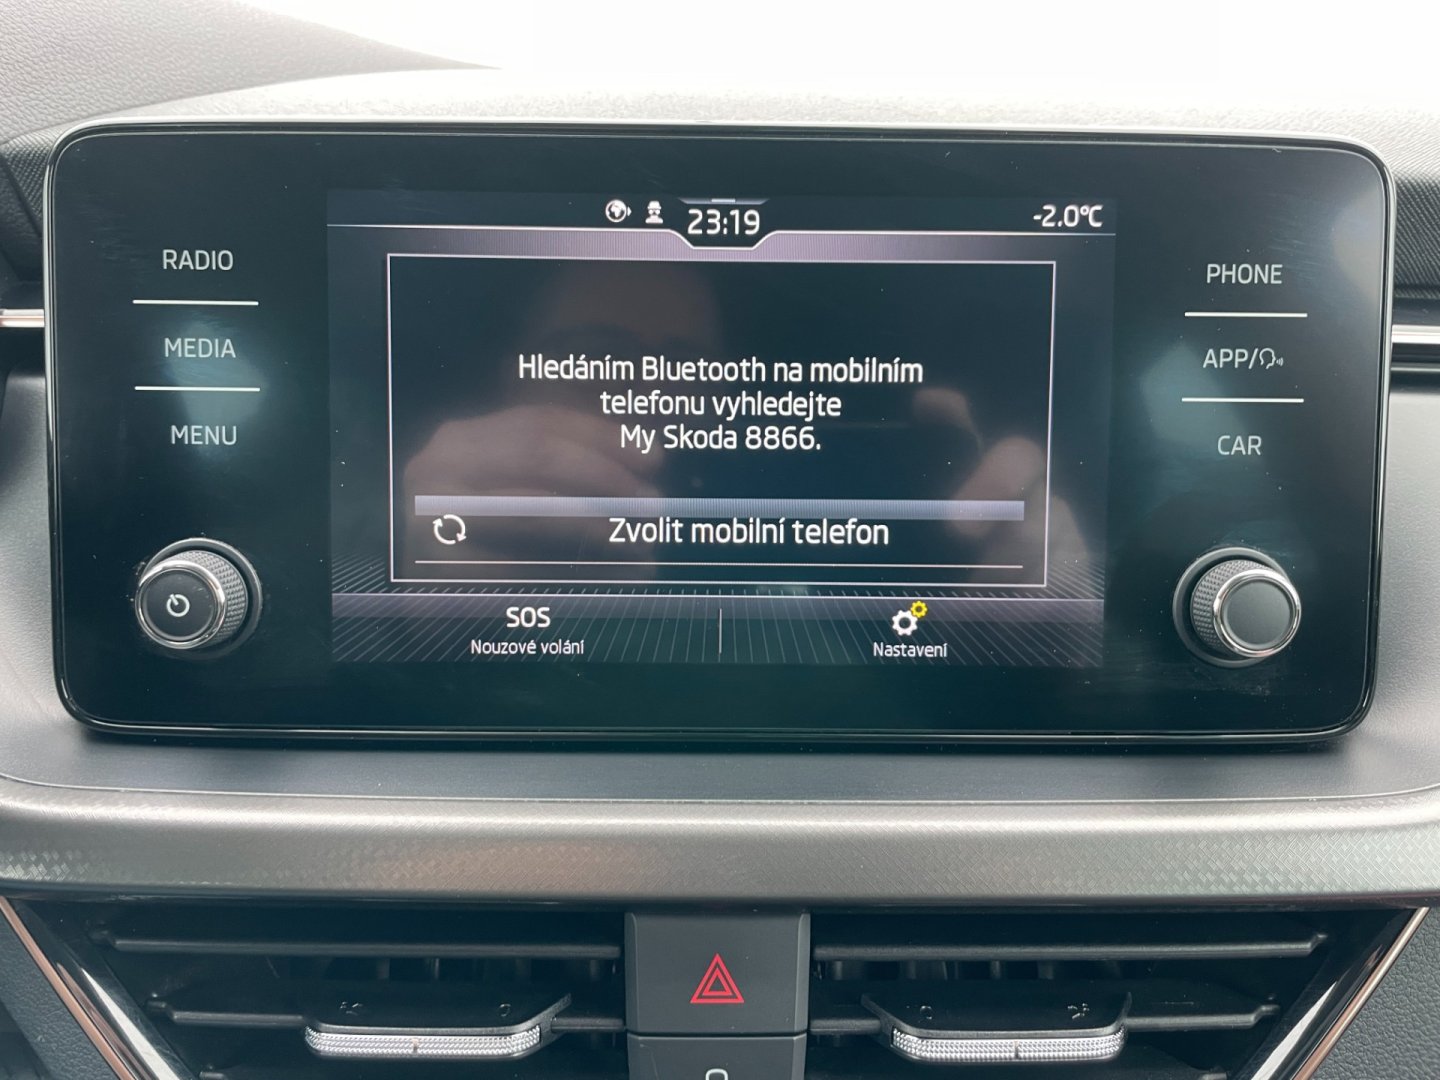 23:19
-2.0°C
RADIO
MEDIA
MENU
PHONE
APP/
CAR
Hledáním Bluetooth na mobilním
telefonu vyhledejte
My Skoda 8866.
Zvolit mobilní telefon
SOS
Nouzové volání
Nastavení